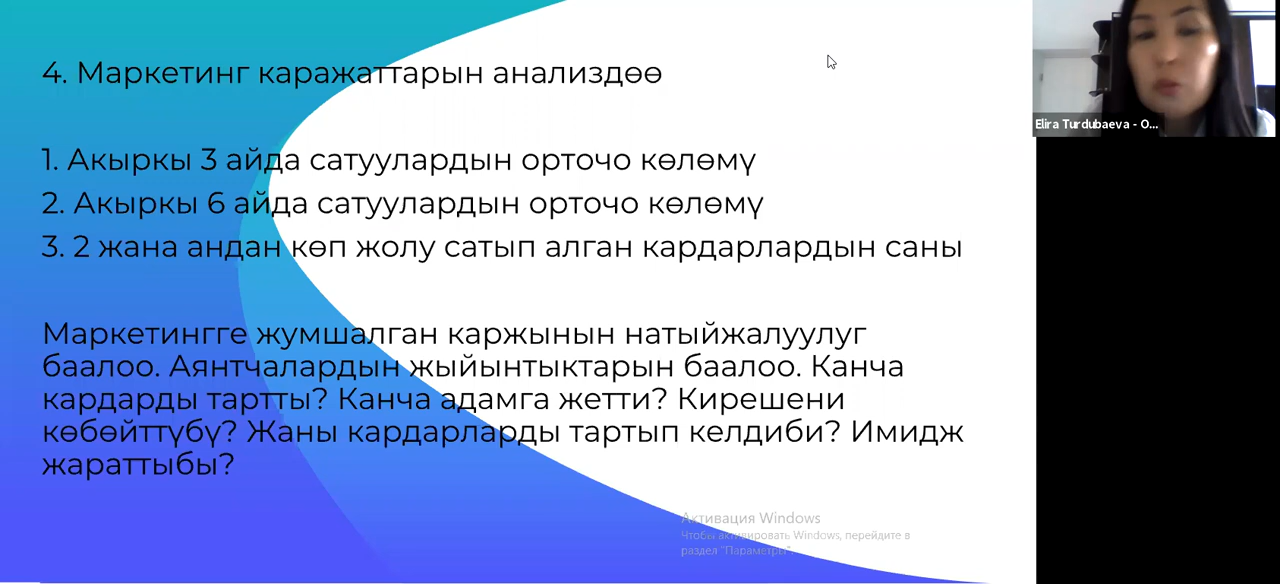 4. Маркетинг каражаттарын анализдөө
1. Акыркы 3 айда сатуулардын орточо көлөмү
2. Акыркы 6 айда сатуулардын орточо көлөмү
3. 2 жана андан көп жолу сатып алган кардарлардын саны
Маркетингге жумшалган каржынын натыйжалуулуг
баалоо. Аянтчалардын жыйынтыктарын баалоо. Канча
кардарды тартты? Канча адамга жетти? Кирешени
көбөйттүбү? Жаны кардарларды тартып келдиби? Имидж
жараттыбы?
Elira Turdubaeva - O...
Активация Windows
Чтобы активировать Windows, перейдите в
раздел "Параметры".